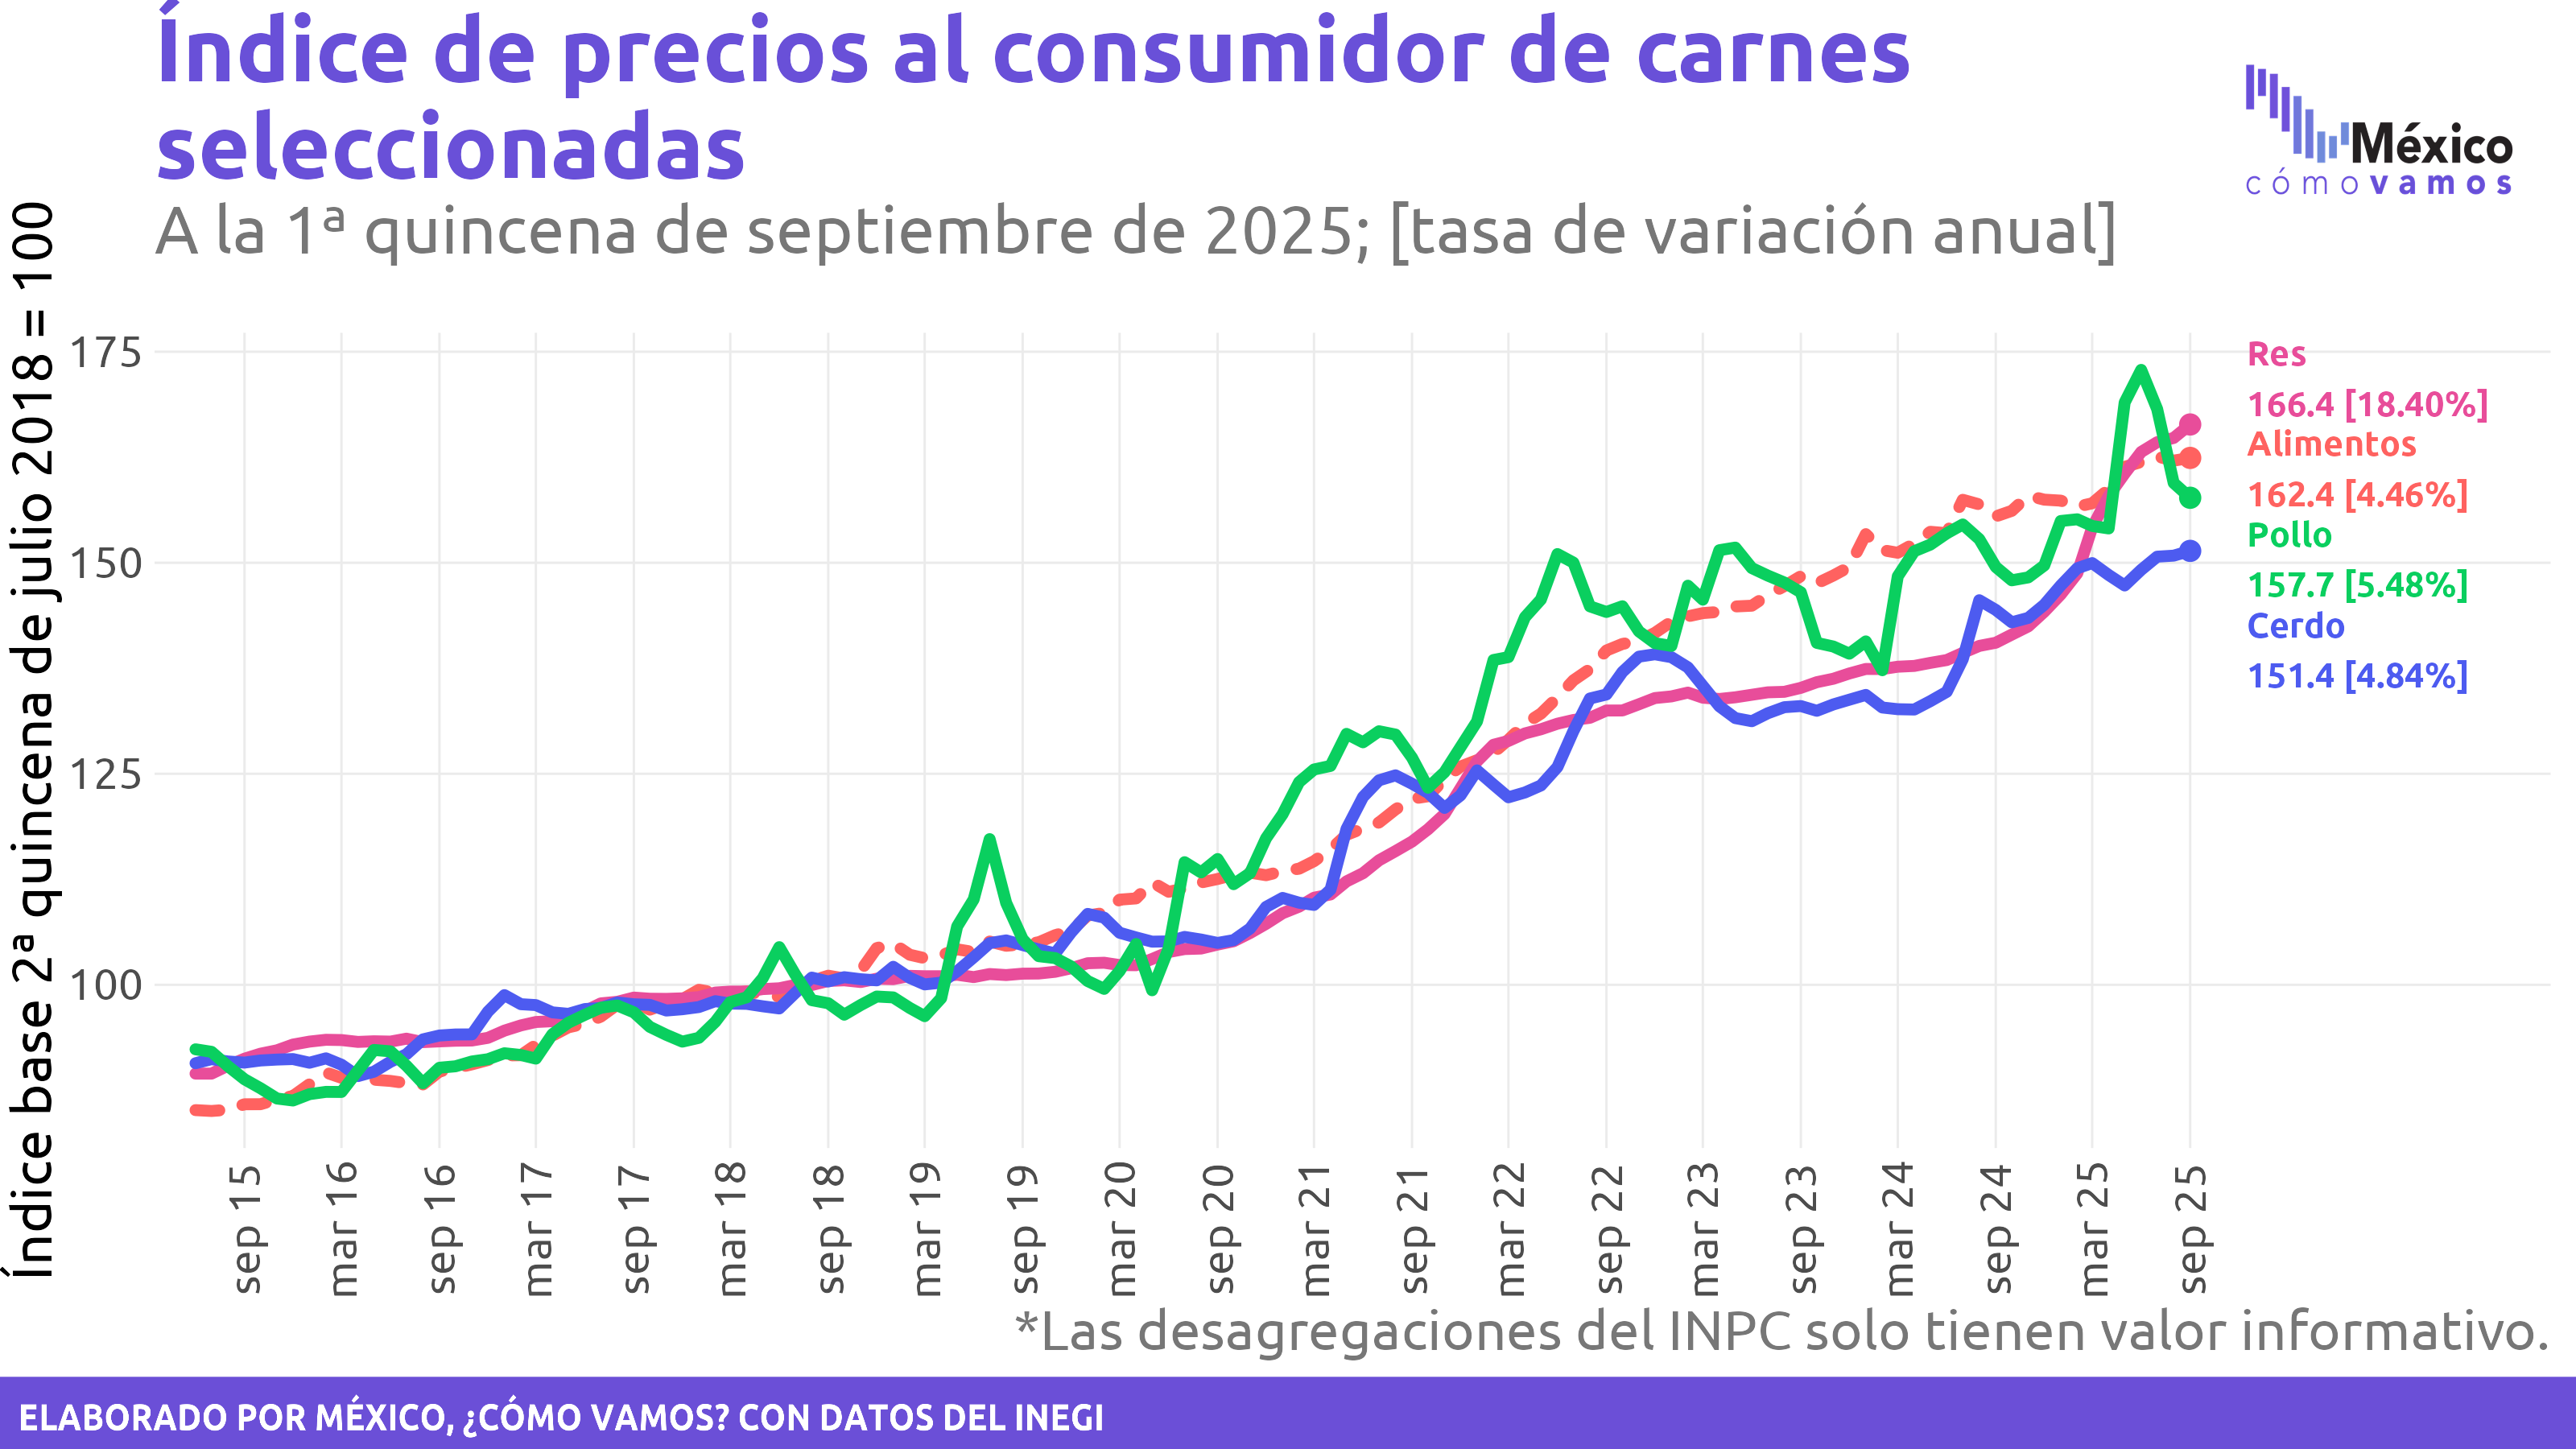 Índice de precios al consumidor de carnes
seleccionadas
A la 1ª quincena de septiembre de 2025; [tasa de variación anual]
México
cómo vamos
Índice base 2ª quincena de julio 2018 = 100
175
150
125
100
Res
166.4 [18.40%]
Alimentos
162.4 [4.46%]
Pollo
157.7 [5.48%]
Cerdo
151.4 [4.84%]
sep 15
mar 16
sep 16
mar 17
sep 17
mar 18
sep 18
mar 19
sep 19
mar 20
sep 20
mar 21
sep 21
mar 22
sep 22
mar 23
sep 23
mar 24
sep 24
mar 25
sep 25
*Las desagregaciones del INPC solo tienen valor informativo.
ELABORADO POR MÉXICO, ¿CÓMO VAMOS? CON DATOS DEL INEGI